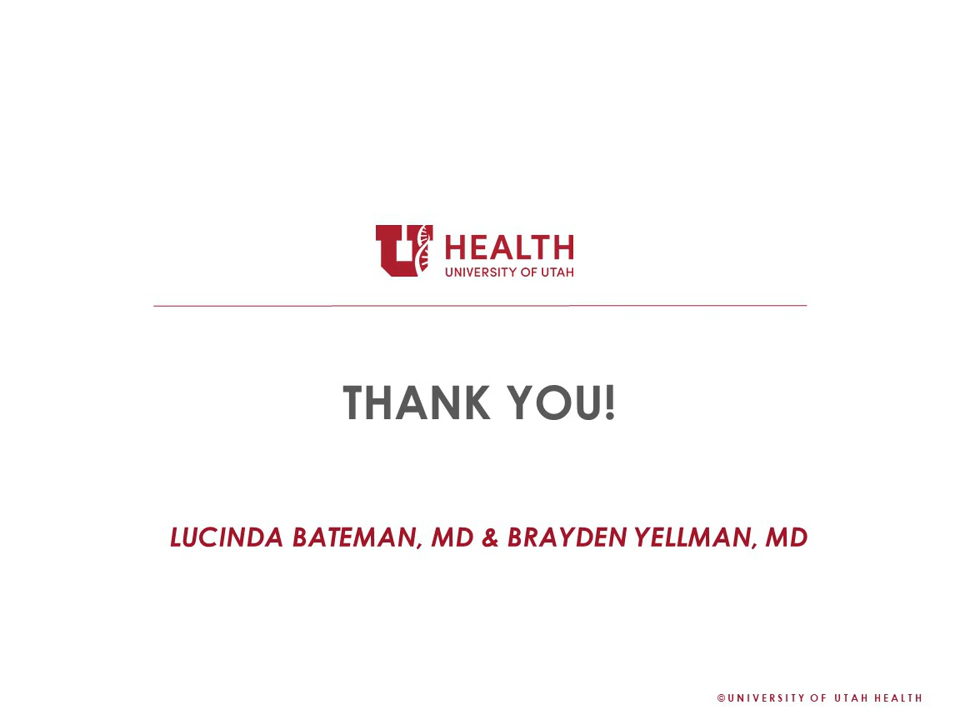 HEALTH
UNIVERSITY OF UTAH
THANK YOU!
LUCINDA BATEMAN, MD & BRAYDEN YELLMAN, MD
©UNIVERSITY OF UTAH HEALTH